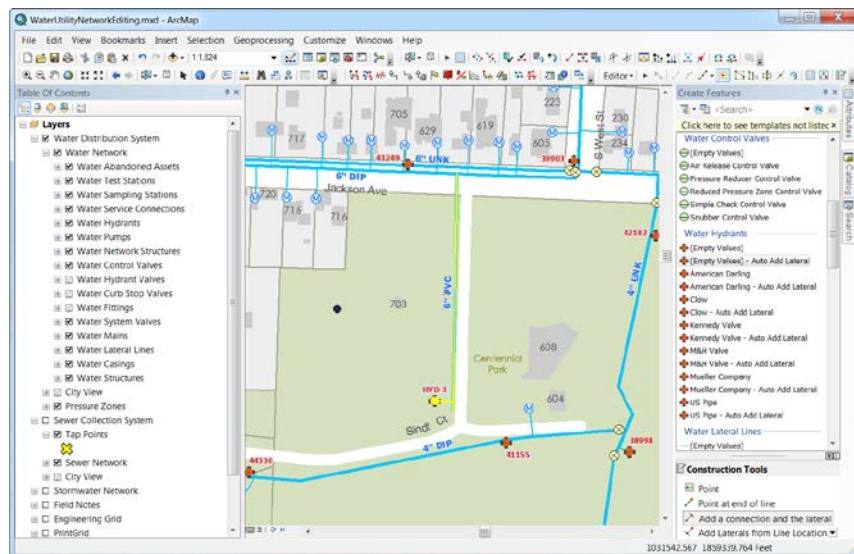 WaterUtilityNetworkEditing.mxd - ArcMap
File Edit View Bookmarks Insert Selection Geoprocessing Customize Windows Help
1:1,324
Editor
Table Of Contents
Layers
Water Distribution System
Water Network
Water Abandoned Assets
Water Test Stations
Water Sampling Stations
Water Service Connections
Water Hydrants
Water Pumps
Water Network Structures
Water Control Valves
Water Hydrant Valves
Water Curb Stop Valves
Water Fittings
Water System Valves
Water Mains
Water Lateral Lines
Water Casings
Water Structures
City View
Pressure Zones
Sewer Collection System
Tap Points
Sewer Network
City View
Stormwater Network
Field Notes
Engineering Grid
PrintGrid
705
223
717
629
619
605
230
234
S West St
43249
6" UNK
39903
6" DIP
Jackson Ave
720
716
716
42182
4" UNK
6" PVC
703
608
Centennial
Park
HYD-3
604
Sindt Ct
4" DIP
44336
41155
38998
Create Features
<Search>
Click here to see templates not listed
Water Control Valves
(Empty Values)
Air Release Control Valve
Pressure Reducer Control Valve
Reduced Pressure Zone Control Valve
Simple Check Control Valve
Snubber Control Valve
Water Hydrants
(Empty Values)
(Empty Values) - Auto Add Lateral
American Darling
American Darling - Auto Add Lateral
Clow
Clow - Auto Add Lateral
Kennedy Valve
Kennedy Valve - Auto Add Lateral
M&H Valve
M&H Valve - Auto Add Lateral
Mueller Company
Mueller Company - Auto Add Lateral
US Pipe
US Pipe - Auto Add Lateral
Water Lateral Lines
(Empty Values)
Construction Tools
Point
Point at end of line
Add a connection and the lateral
Add Laterals from Line Location
Attributes
Catalog
Search
1031542.567 1859339.764 Feet